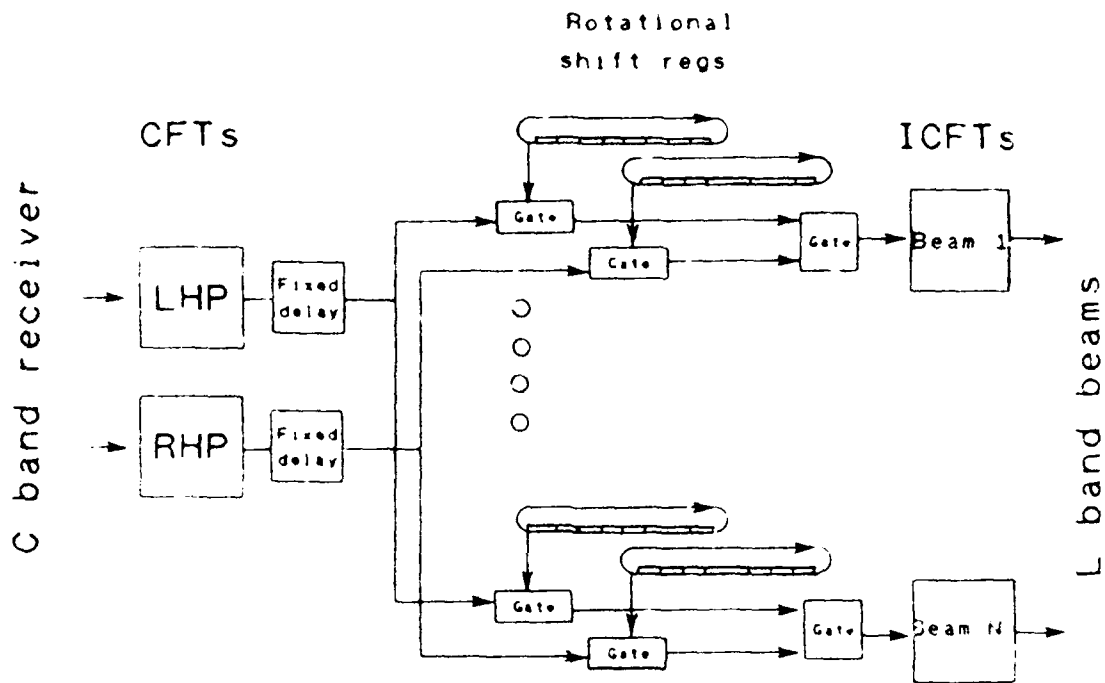 Rotational
shift regs
CFTs
ICFTs
C band receiver
LHP
Fixed
delay
RHP
Fixed
delay
Gate
Gate
Gate
Beam 1
Gate
Gate
Gate
Beam N
L band beams